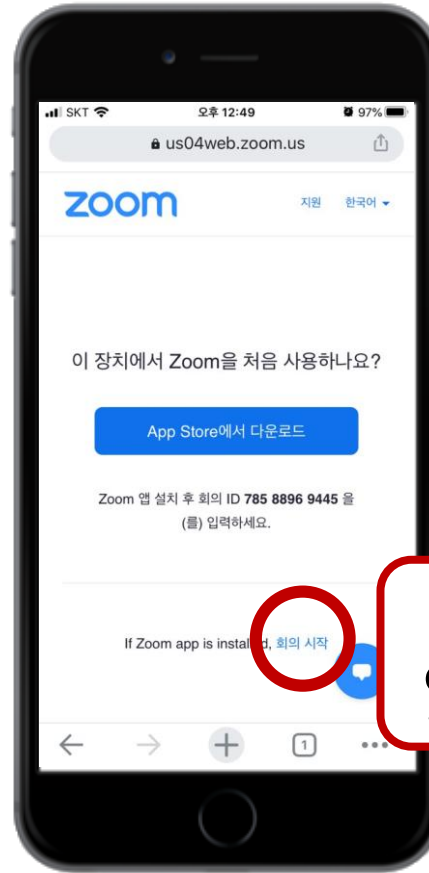 SKT 오후 12:49 97%
us04web.zoom.us
zoom 지원 한국어
이 장치에서 Zoom을 처음 사용하나요?
App Store에서 다운로드
Zoom 앱 설치 후 회의 ID 785 8896 9445 을
(를) 입력하세요.
If Zoom app is installed, 회의 시작
1